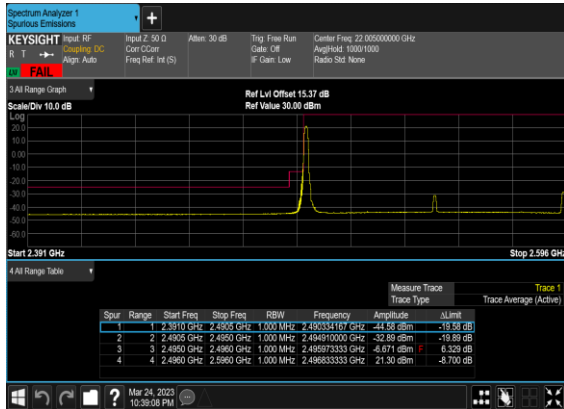 Spectrum Analyzer 1
Spurious Emissions
KEYSIGHT Input: RF Input Z: 50 Ω Atten: 30 dB Trig: Free Run Center Freq: 22.005000000 GHz
R T Coupling: DC Corr CCorr Gate: Off Avg|Hold: 1000/1000
Align: Auto Freq Ref: Int (S) IF Gain: Low Radio Std: None
LV FAIL
3 All Range Graph Ref Lvl Offset 15.37 dB
Scale/Div 10.0 dB Ref Value 30.00 dBm
Log
20.0
10.0
0.00
-10.0
-20.0
-30.0
-40.0
-50.0
-60.0
Start 2.391 GHz Stop 2.596 GHz
4 All Range Table
Measure Trace Trace 1
Trace Type Trace Average (Active)
Spur Range Start Freq Stop Freq RBW Frequency Amplitude ΔLimit
1 1 2.3910 GHz 2.4905 GHz 1.000 MHz 2.490334167 GHz -44.58 dBm -19.58 dB
2 2 2.4905 GHz 2.4950 GHz 1.000 MHz 2.494910000 GHz -32.89 dBm -19.89 dB
3 3 2.4950 GHz 2.4960 GHz 1.000 MHz 2.495973333 GHz -6.671 dBm F 6.329 dB
4 4 2.4960 GHz 2.5960 GHz 1.000 MHz 2.496833333 GHz 21.30 dBm -8.700 dB
? Mar 24, 2023
10:39:08 PM